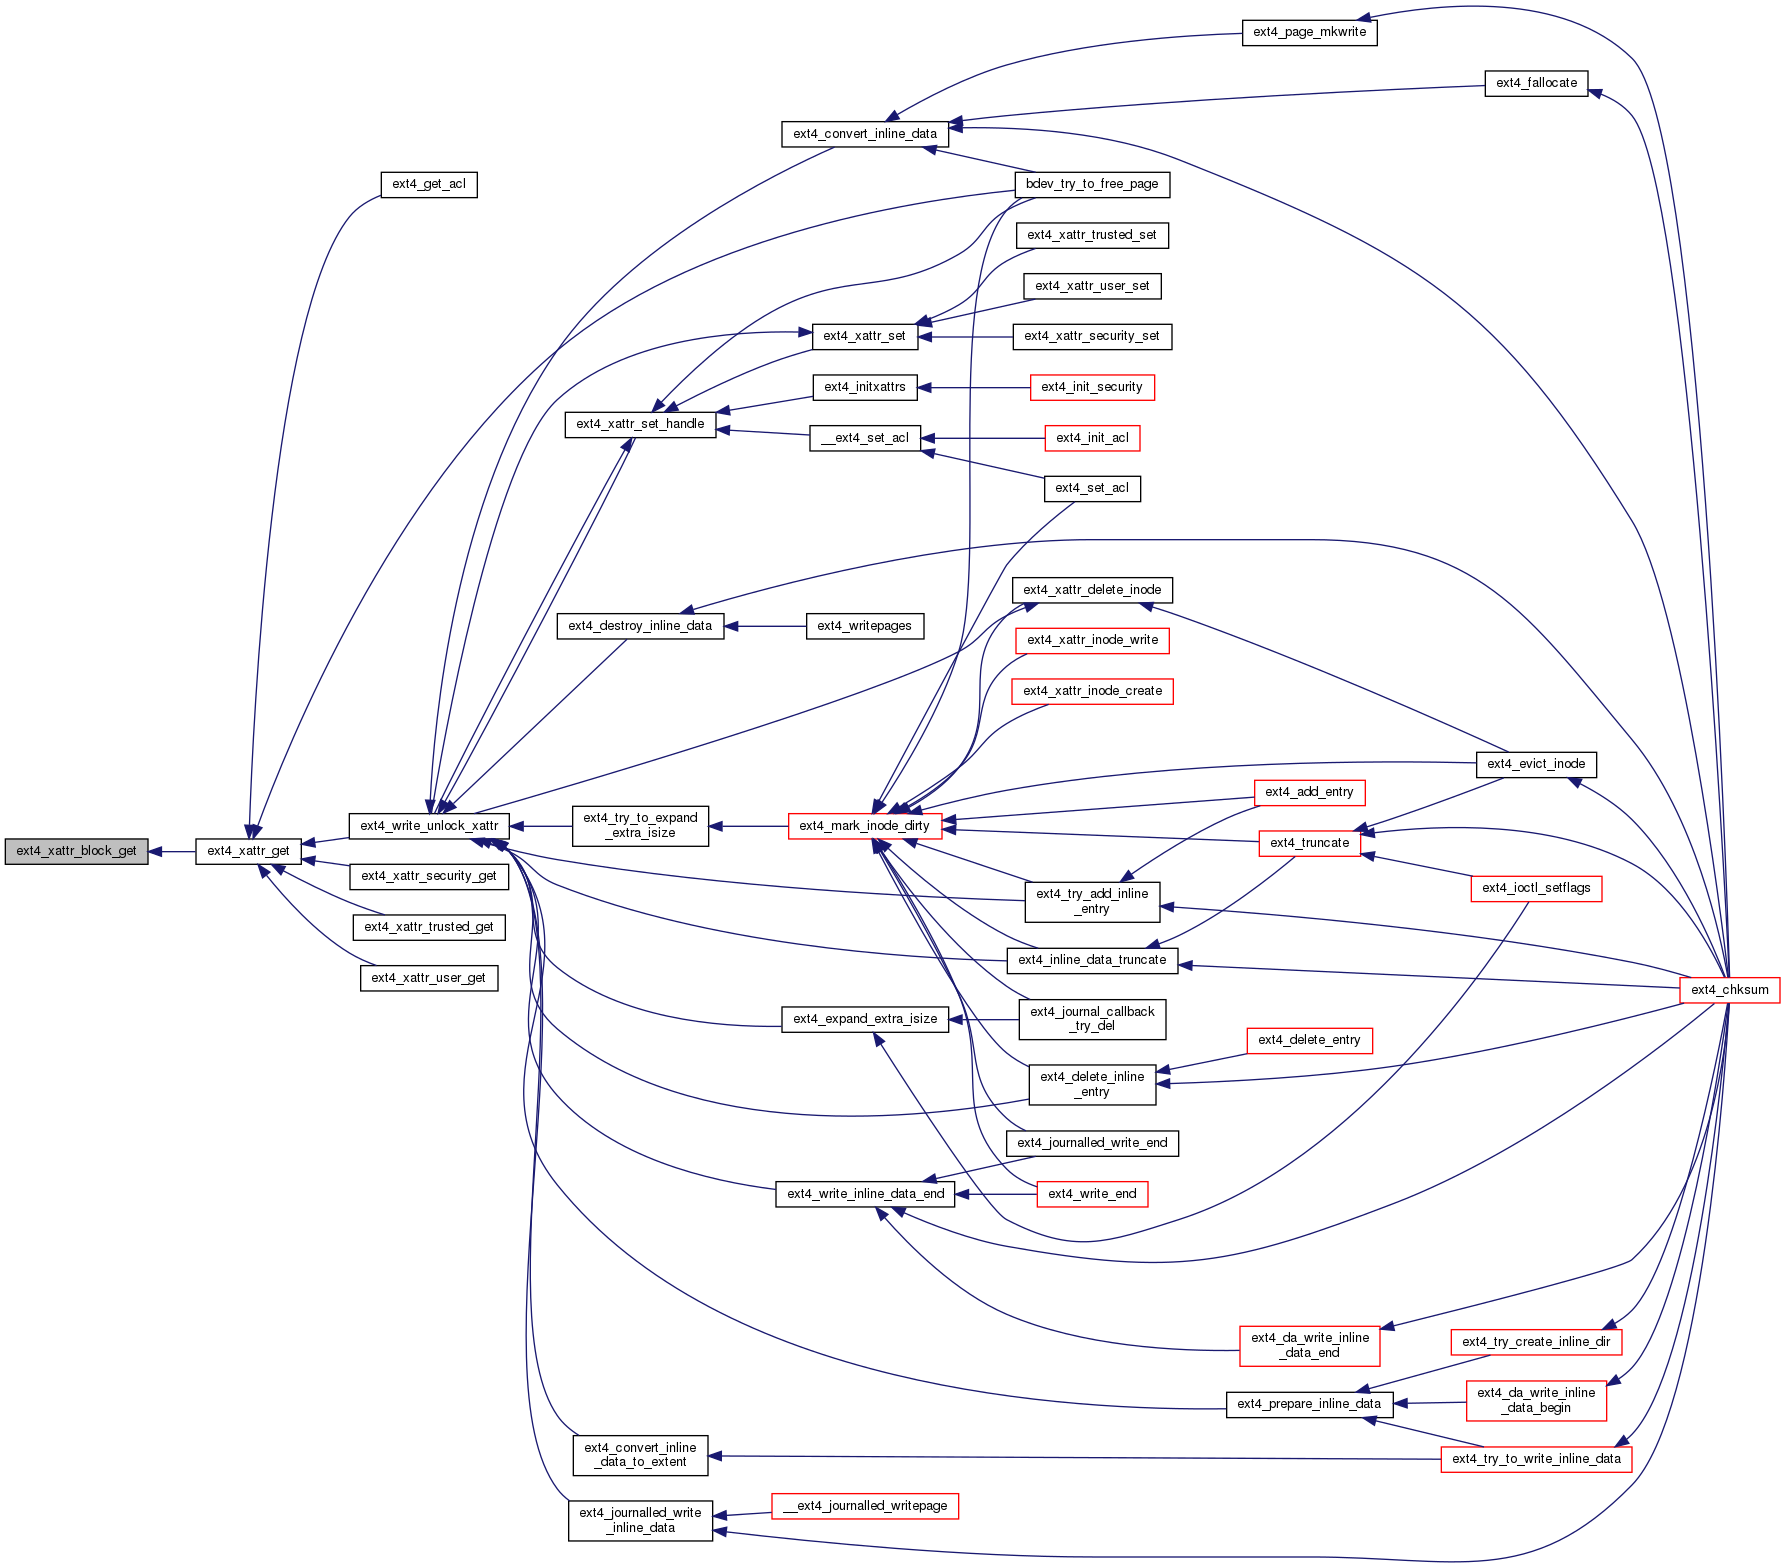 ext4_page_mkwrite
ext4_fallocate
ext4_convert_inline_data
ext4_get_acl
bdev_try_to_free_page
ext4_xattr_trusted_set
ext4_xattr_user_set
ext4_xattr_set
ext4_xattr_security_set
ext4_initxattrs
ext4_init_security
ext4_xattr_set_handle
__ext4_set_acl
ext4_init_acl
ext4_set_acl
ext4_xattr_delete_inode
ext4_destroy_inline_data
ext4_writepages
ext4_xattr_inode_write
ext4_xattr_inode_create
ext4_evict_inode
ext4_add_entry
ext4_write_unlock_xattr
ext4_try_to_expand
_extra_isize
ext4_mark_inode_dirty
ext4_truncate
ext4_xattr_block_get
ext4_xattr_get
ext4_xattr_security_get
ext4_ioctl_setflags
ext4_try_add_inline
_entry
ext4_xattr_trusted_get
ext4_inline_data_truncate
ext4_xattr_user_get
ext4_chksum
ext4_expand_extra_isize
ext4_journal_callback
_try_del
ext4_delete_entry
ext4_delete_inline
_entry
ext4_journalled_write_end
ext4_write_inline_data_end
ext4_write_end
ext4_da_write_inline
_data_end
ext4_try_create_inline_dir
ext4_prepare_inline_data
ext4_da_write_inline
_data_begin
ext4_convert_inline
_data_to_extent
ext4_try_to_write_inline_data
__ext4_journalled_writepage
ext4_journalled_write
_inline_data